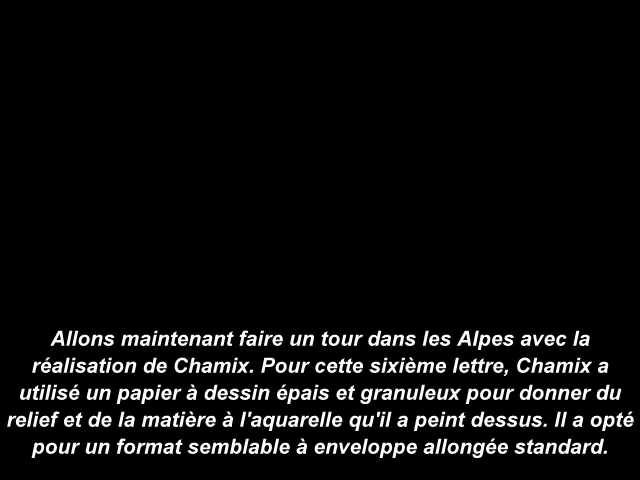 Allons maintenant faire un tour dans les Alpes avec la
réalisation de Chamix. Pour cette sixième lettre, Chamix a
utilisé un papier à dessin épais et granuleux pour donner du
relief et de la matière à l'aquarelle qu'il a peint dessus. Il a opté
pour un format semblable à enveloppe allongée standard.